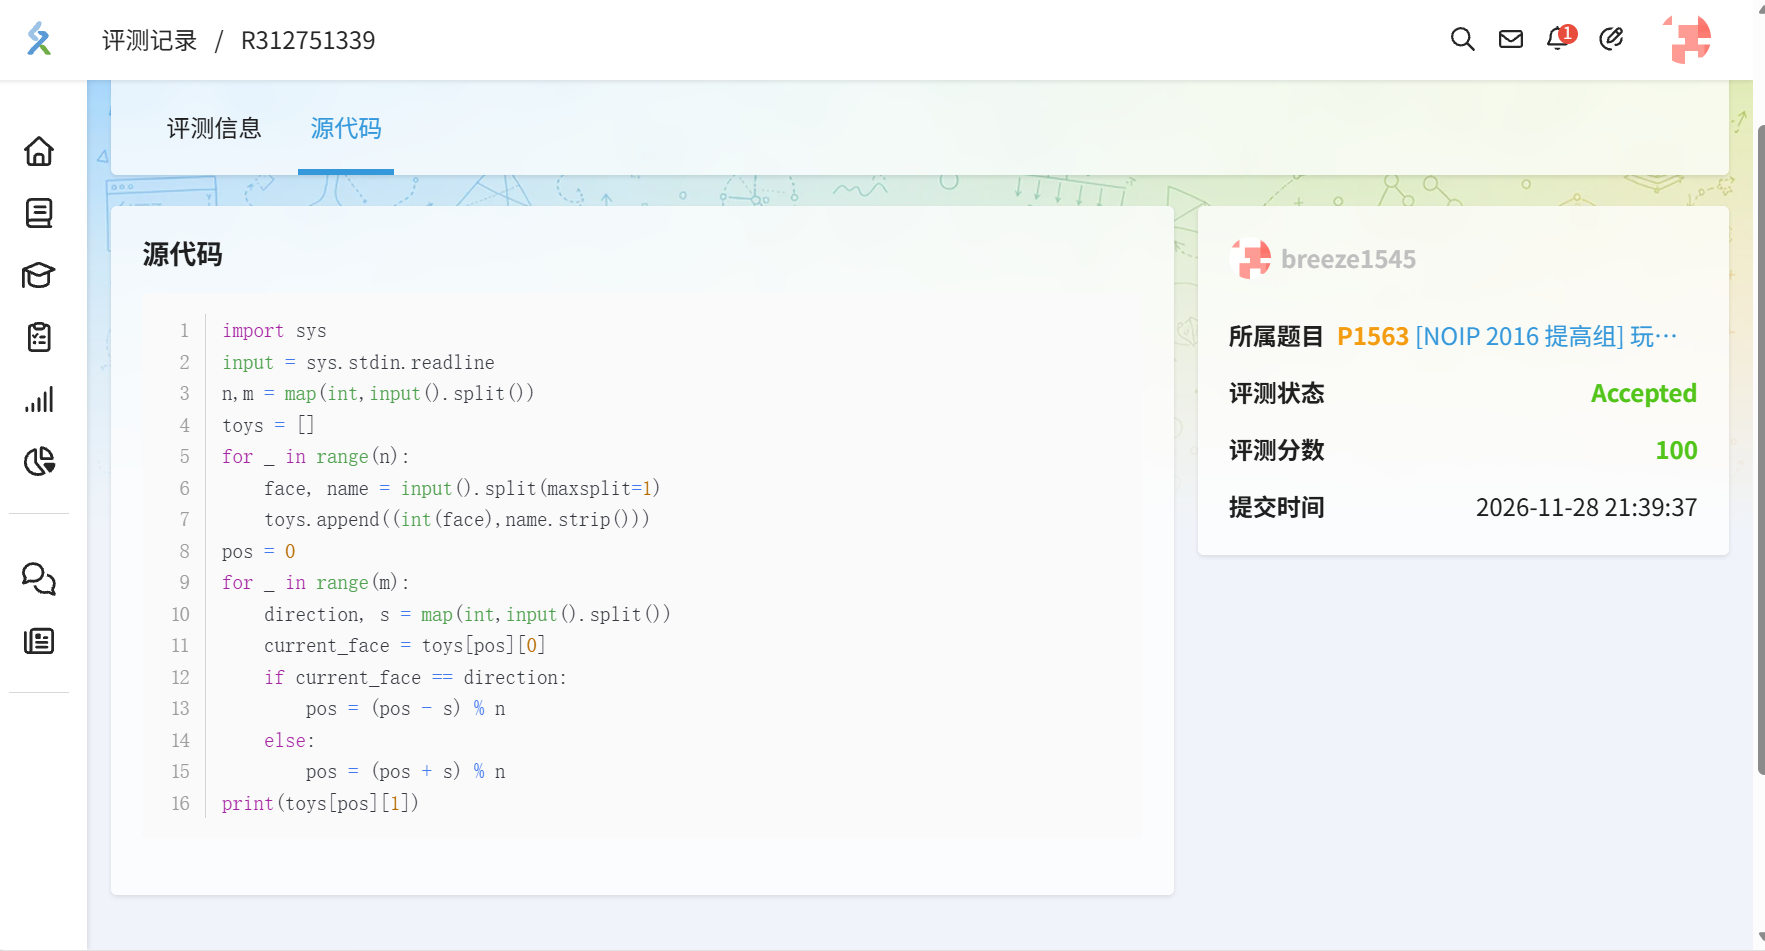 评测记录 / R312751339
1
评测信息 源代码
源代码
1 import sys
2 input = sys.stdin.readline
3 n,m = map(int,input().split())
4 toys = []
5 for _ in range(n):
6     face, name = input().split(maxsplit=1)
7     toys.append((int(face),name.strip()))
8 pos = 0
9 for _ in range(m):
10     direction, s = map(int,input().split())
11     current_face = toys[pos][0]
12     if current_face == direction:
13         pos = (pos - s) % n
14     else:
15         pos = (pos + s) % n
16 print(toys[pos][1])
breeze1545
所属题目 P1563 [NOIP 2016 提高组] 玩…
评测状态 Accepted
评测分数 100
提交时间 2026-11-28 21:39:37